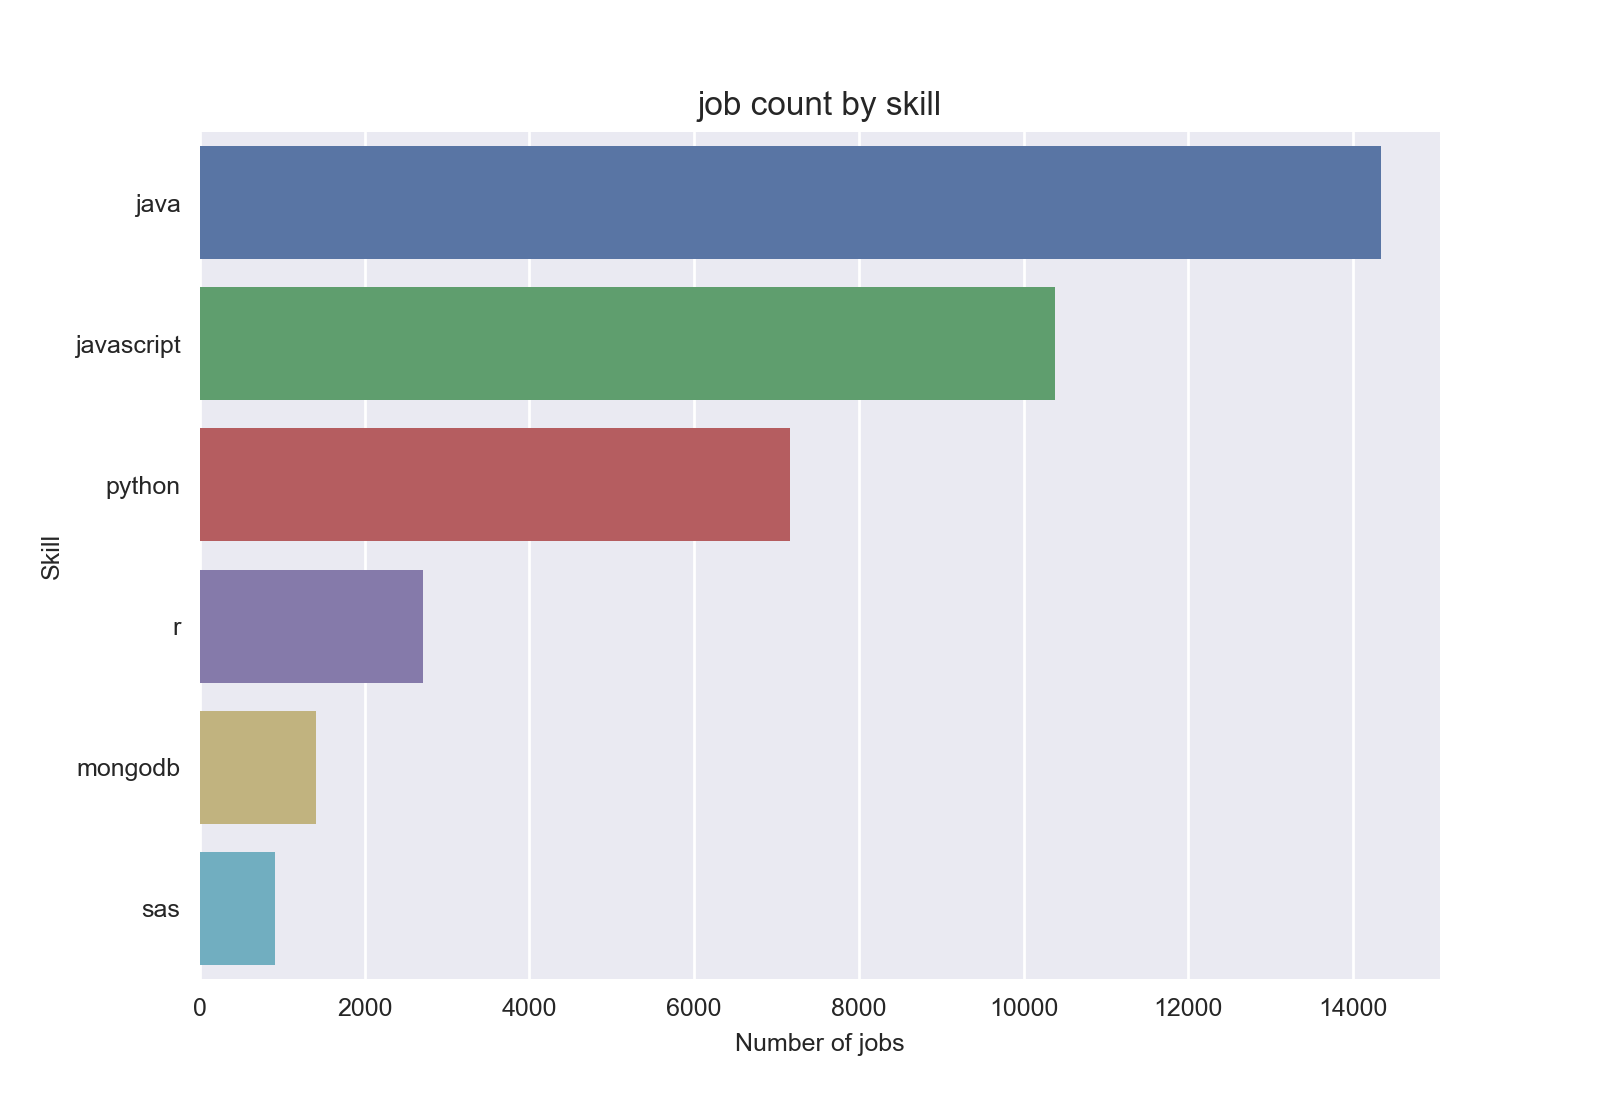 job count by skill
java
javascript
python
r
mongodb
sas
Skill
0 2000 4000 6000 8000 10000 12000 14000
Number of jobs